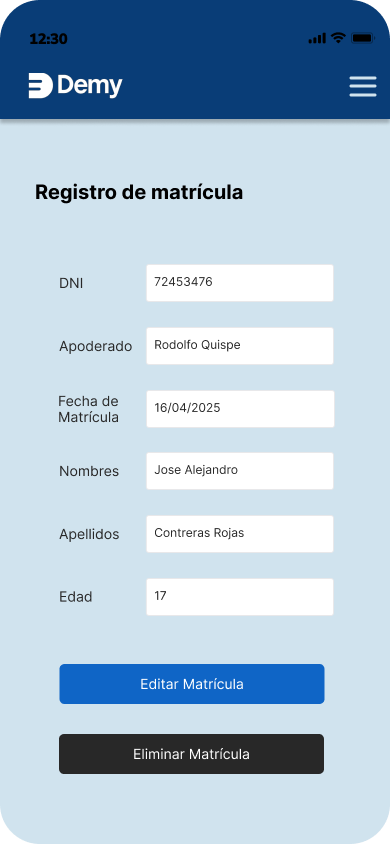 12:30
Demy
Registro de matrícula
DNI
72453476
Apoderado
Rodolfo Quispe
Fecha de
Matrícula
16/04/2025
Nombres
Jose Alejandro
Apellidos
Contreras Rojas
Edad
17
Editar Matrícula
Eliminar Matrícula